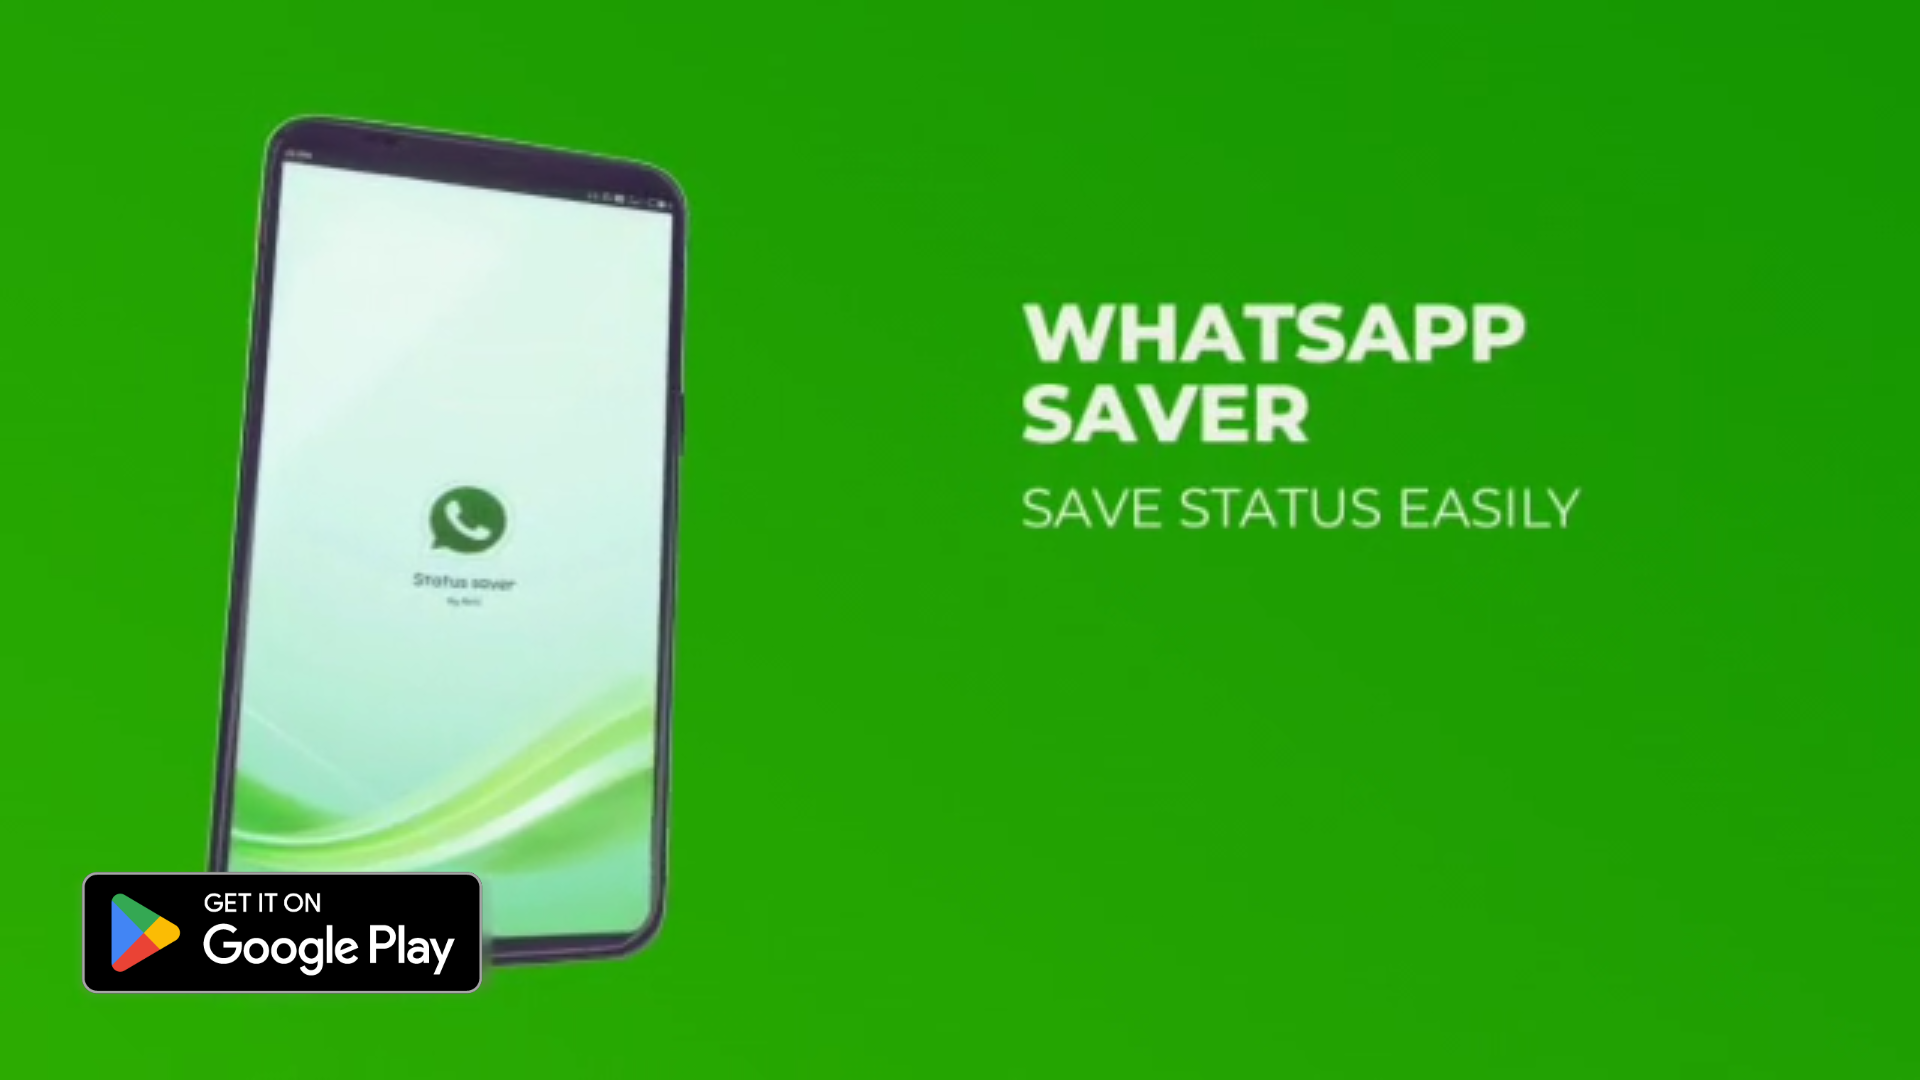 WHATSAPP
SAVER
SAVE STATUS EASILY
Status saver
GET IT ON
Google Play